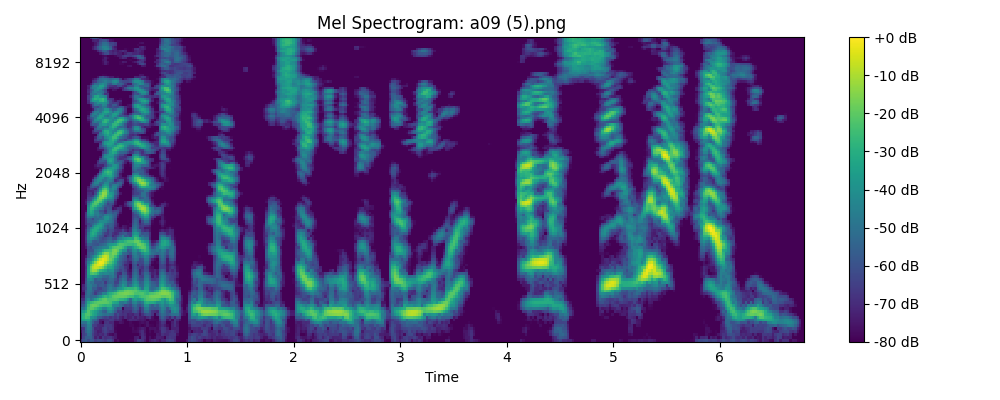 Mel Spectrogram: a09 (5).png
+0 dB
8192
-10 dB
4096
-20 dB
-30 dB
2048
-40 dB
Hz
1024
-50 dB
-60 dB
512
-70 dB
0
-80 dB
0 1 2 3 4 5 6
Time